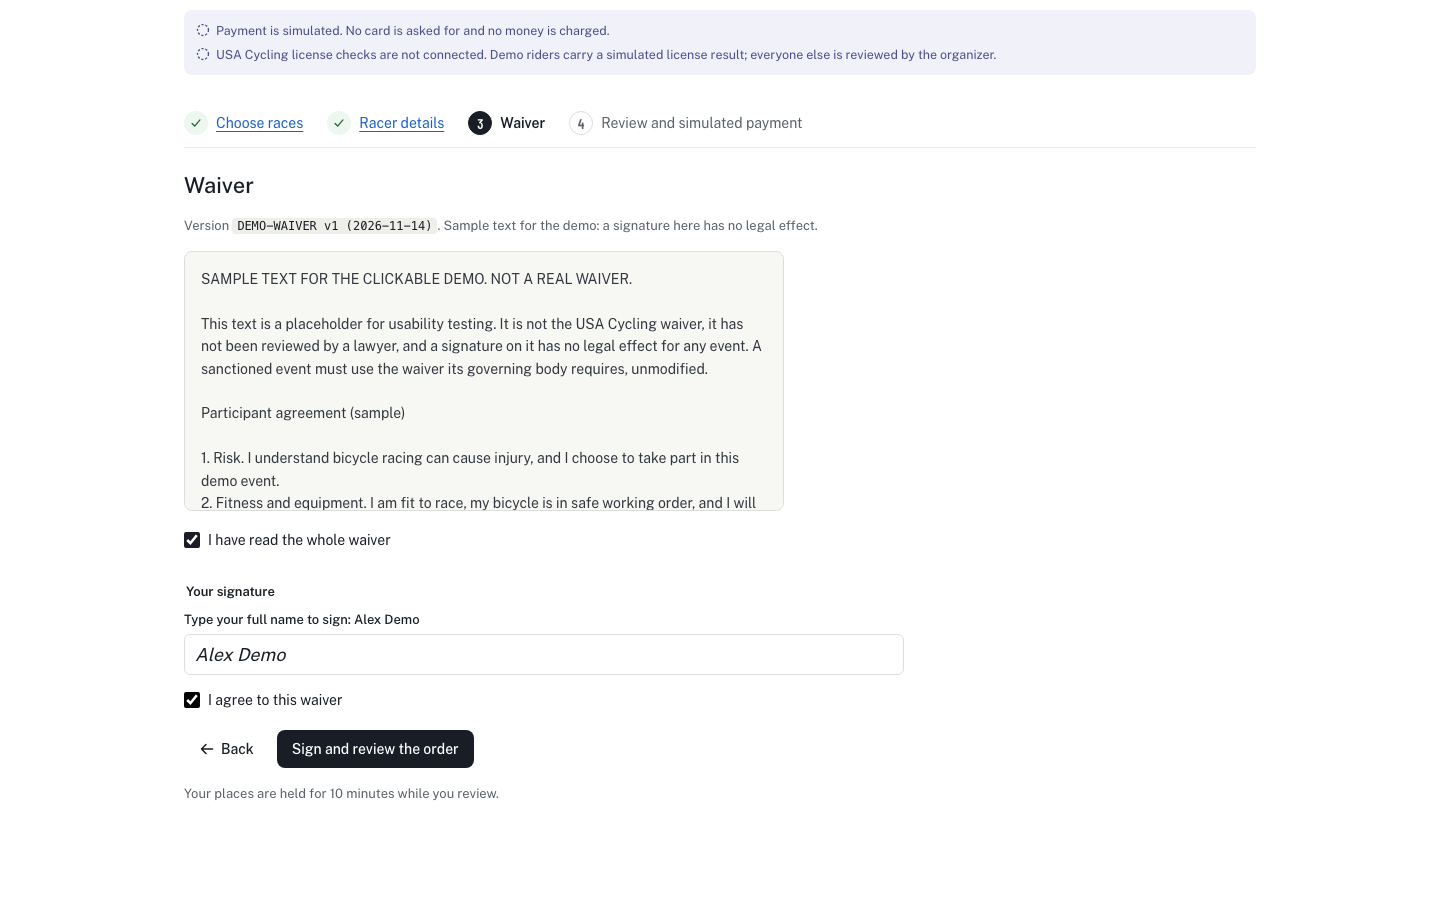 Payment is simulated. No card is asked for and no money is charged.
USA Cycling license checks are not connected. Demo riders carry a simulated license result; everyone else is reviewed by the organizer.
Choose races
Racer details
3 Waiver
4 Review and simulated payment
Waiver
Version DEMO-WAIVER v1 (2026-11-14). Sample text for the demo: a signature here has no legal effect.
SAMPLE TEXT FOR THE CLICKABLE DEMO. NOT A REAL WAIVER.
This text is a placeholder for usability testing. It is not the USA Cycling waiver, it has
not been reviewed by a lawyer, and a signature on it has no legal effect for any event. A
sanctioned event must use the waiver its governing body requires, unmodified.
Participant agreement (sample)
1. Risk. I understand bicycle racing can cause injury, and I choose to take part in this
demo event.
2. Fitness and equipment. I am fit to race, my bicycle is in safe working order, and I will
I have read the whole waiver
Your signature
Type your full name to sign: Alex Demo
Alex Demo
I agree to this waiver
← Back
Sign and review the order
Your places are held for 10 minutes while you review.